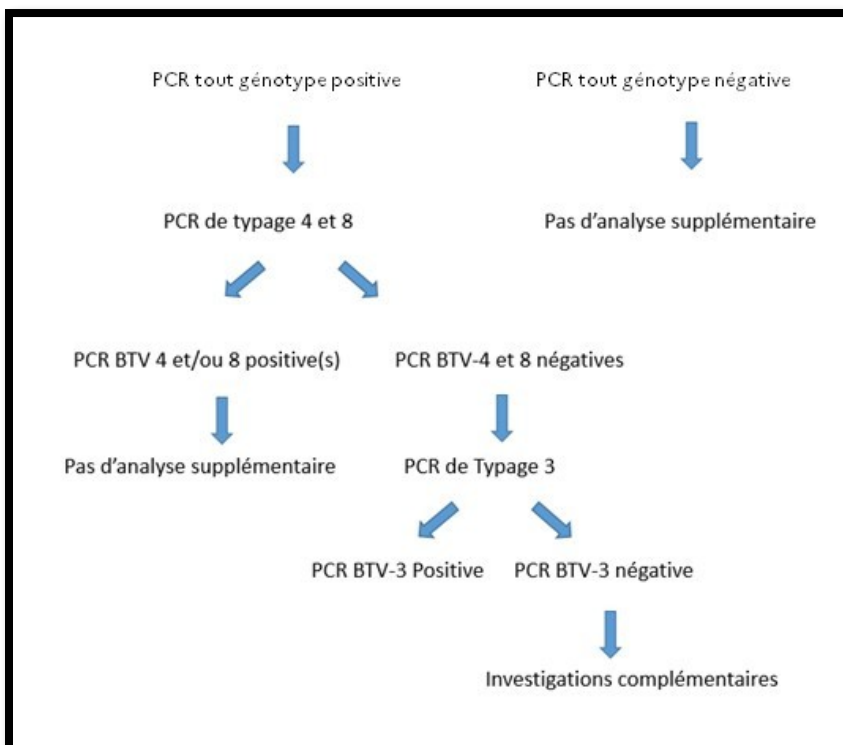 PCR tout génotype positive
PCR tout génotype négative
PCR de typage 4 et 8
Pas d'analyse supplémentaire
PCR BTV 4 et/ou 8 positive(s)
PCR BTV-4 et 8 négatives
Pas d'analyse supplémentaire
PCR de Typage 3
PCR BTV-3 Positive
PCR BTV-3 négative
Investigations complémentaires